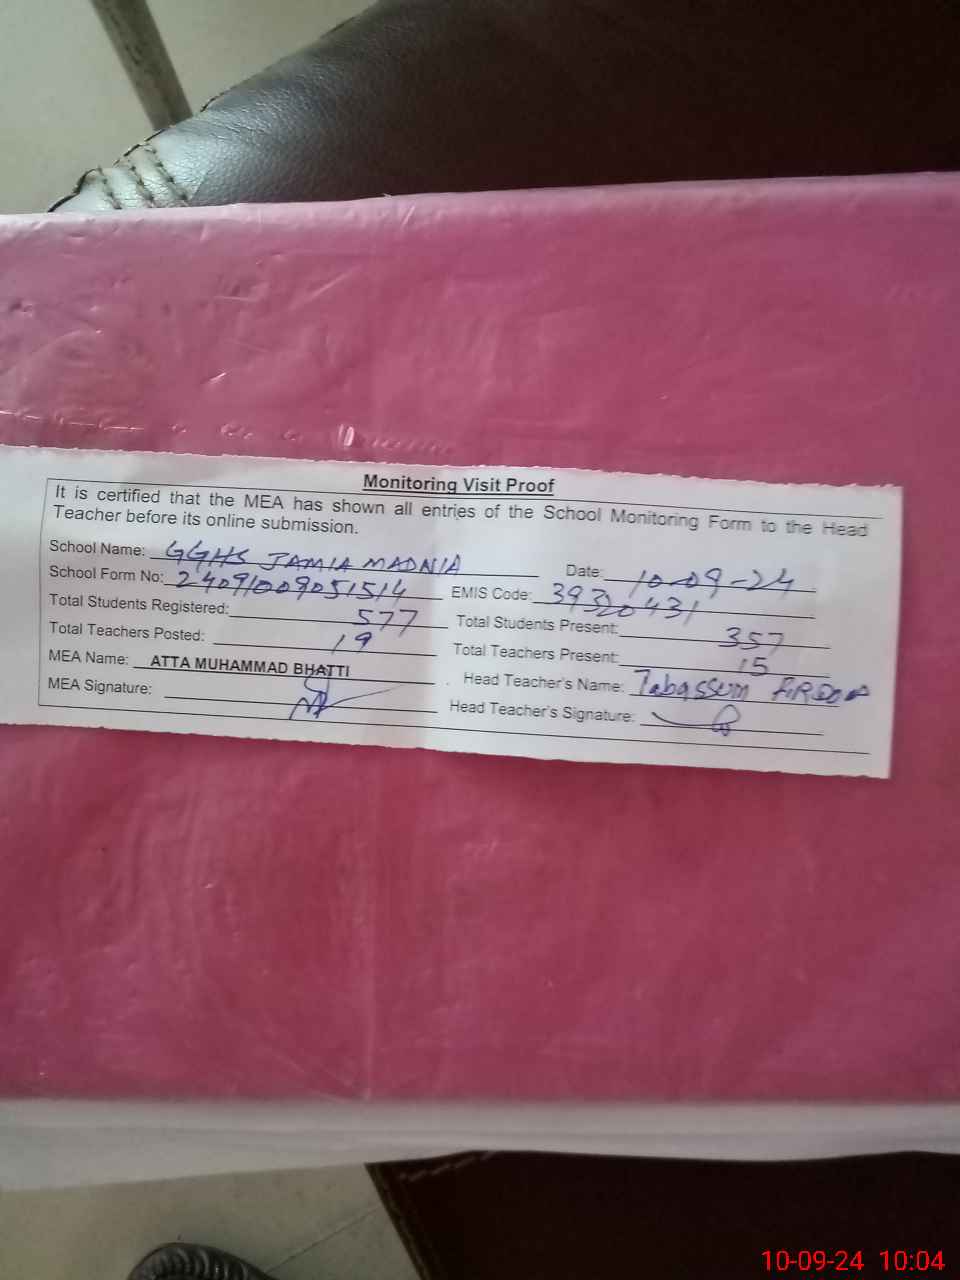 Monitoring Visit Proof
It is certified that the MEA has shown all entries of the School Monitoring Form to the Head
Teacher before its online submission.
School Name: GGHS JAMIA MADNIA Date: 10-09-24
School Form No: 24091009051514 EMIS Code: 39320431
Total Students Registered: 577 Total Students Present: 357
Total Teachers Posted: 19 Total Teachers Present: 15
MEA Name: ATTA MUHAMMAD BHATTI Head Teacher's Name: Tabassum
MEA Signature: Head Teacher's Signature:
10-09-24 10:04